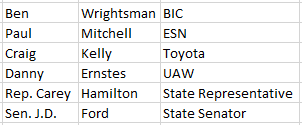 Ben Wrightsman BIC
Paul Mitchell ESN
Craig Kelly Toyota
Danny Ernstes UAW
Rep. Carey Hamilton State Representative
Sen. J.D. Ford State Senator